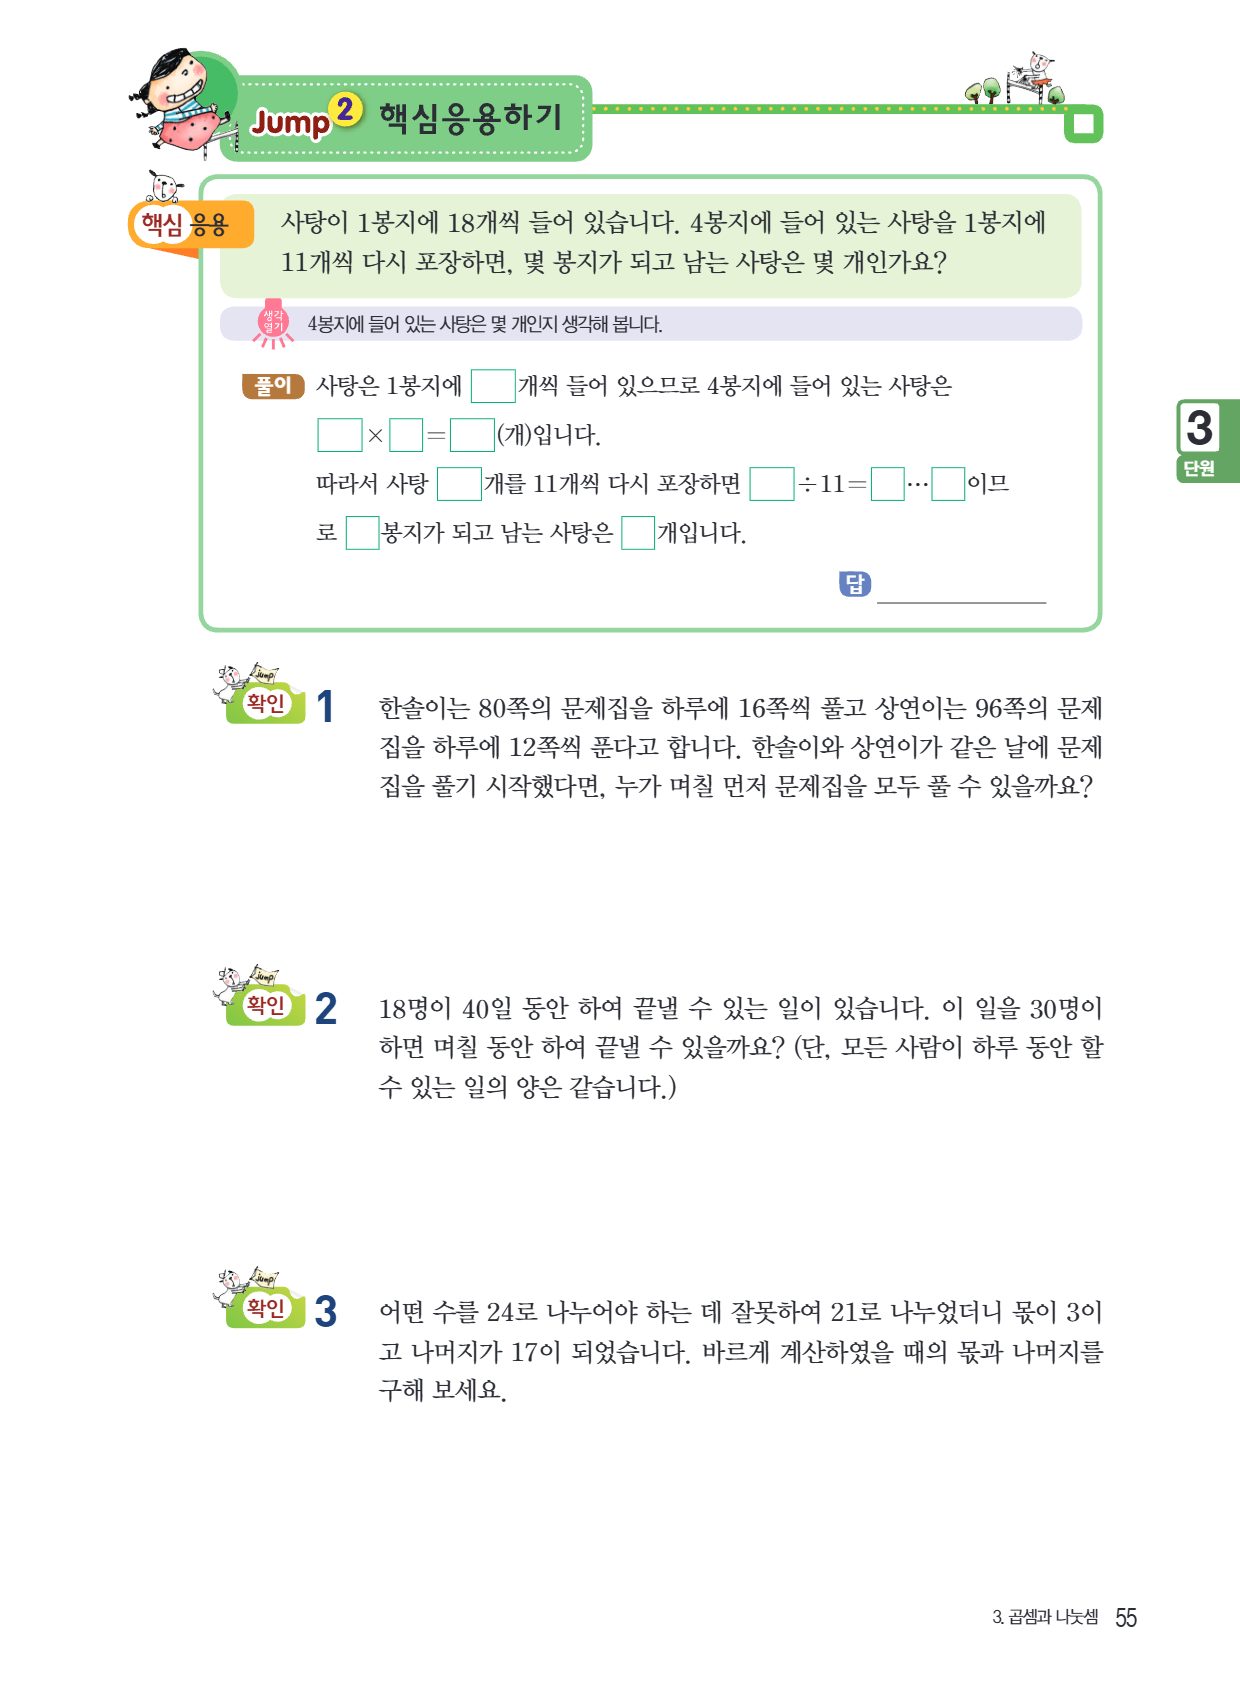 Jump 2 핵심응용하기
핵심 응용
사탕이 1봉지에 18개씩 들어 있습니다. 4봉지에 들어 있는 사탕을 1봉지에
11개씩 다시 포장하면, 몇 봉지가 되고 남는 사탕은 몇 개인가요?
생각
열기
4봉지에 들어 있는 사탕은 몇 개인지 생각해 봅니다.
풀이 사탕은 1봉지에 □개씩 들어 있으므로 4봉지에 들어 있는 사탕은
□×□=□(개)입니다.
따라서 사탕 □개를 11개씩 다시 포장하면 □÷11=□…□이므
로 □봉지가 되고 남는 사탕은 □개입니다.
답
3
단원
Jump
확인 1
한솔이는 80쪽의 문제집을 하루에 16쪽씩 풀고 상연이는 96쪽의 문제
집을 하루에 12쪽씩 푼다고 합니다. 한솔이와 상연이가 같은 날에 문제
집을 풀기 시작했다면, 누가 며칠 먼저 문제집을 모두 풀 수 있을까요?
Jump
확인 2
18명이 40일 동안 하여 끝낼 수 있는 일이 있습니다. 이 일을 30명이
하면 며칠 동안 하여 끝낼 수 있을까요? (단, 모든 사람이 하루 동안 할
수 있는 일의 양은 같습니다.)
Jump
확인 3
어떤 수를 24로 나누어야 하는 데 잘못하여 21로 나누었더니 몫이 3이
고 나머지가 17이 되었습니다. 바르게 계산하였을 때의 몫과 나머지를
구해 보세요.
3. 곱셈과 나눗셈 55